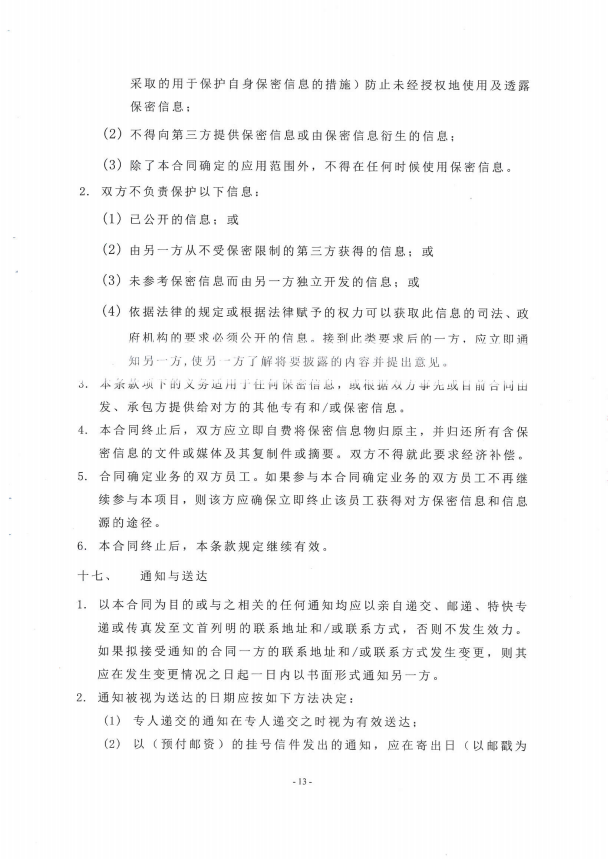 采取的用于保护自身保密信息的措施）防止未经授权地使用及透露
保密信息；
(2) 不得向第三方提供保密信息或由保密信息衍生的信息；
(3) 除了本合同确定的应用范围外，不得在任何时候使用保密信息。
2. 双方不负责保护以下信息：
(1) 已公开的信息；或
(2) 由另一方从不受保密限制的第三方获得的信息；或
(3) 未参考保密信息而由另一方独立开发的信息；或
(4) 依据法律的规定或根据法律赋予的权力可以获取此信息的司法、政
府机构的要求必须公开的信息。接到此类要求后的一方，应立即通
知另一方,使另一方了解将要披露的内容并提出意见。
3. 本条款项下的义务适用于任何保密信息，或根据双方事先或目前合同由
发、承包方提供给对方的其他专有和/或保密信息。
4. 本合同终止后，双方应立即自费将保密信息物归原主，并归还所有含保
密信息的文件或媒体及其复制件或摘要。双方不得就此要求经济补偿。
5. 合同确定业务的双方员工。如果参与本合同确定业务的双方员工不再继
续参与本项目，则该方应确保立即终止该员工获得对方保密信息和信息
源的途径。
6. 本合同终止后，本条款规定继续有效。
十七、 通知与送达
1. 以本合同为目的或与之相关的任何通知均应以亲自递交、邮递、特快专
递或传真发至文首列明的联系地址和/或联系方式，否则不发生效力。
如果拟接受通知的合同一方的联系地址和/或联系方式发生变更，则其
应在发生变更情况之日起一日内以书面形式通知另一方。
2. 通知被视为送达的日期应按如下方法决定：
(1) 专人递交的通知在专人递交之时视为有效送达；
(2) 以（预付邮资）的挂号信件发出的通知，应在寄出日（以邮戳为
- 13 -